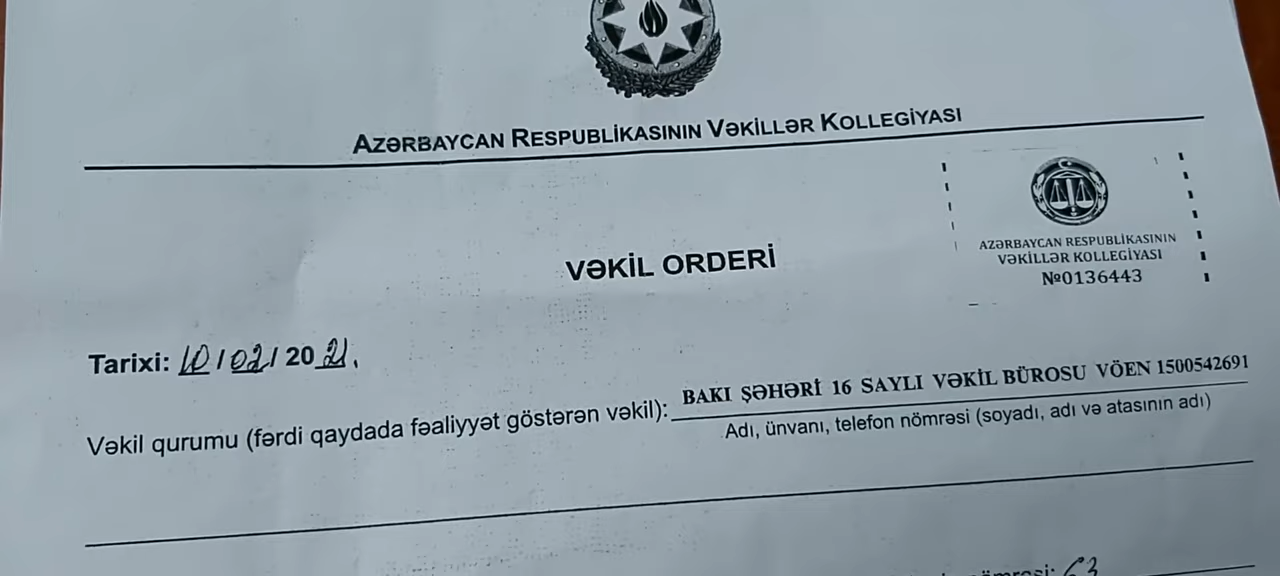 AZƏRBAYCAN RESPUBLİKASININ VƏKİLLƏR KOLLEGİYASI
AZƏRBAYCAN RESPUBLİKASININ
VƏKİLLƏR KOLLEGİYASI
№0136443
VƏKİL ORDERİ
Tarixi: 10/02/2021.
Vəkil qurumu (fərdi qaydada fəaliyyət göstərən vəkil): BAKI ŞƏHƏRİ 16 SAYLI VƏKİL BÜROSU VÖEN 1500542691
Adı, ünvanı, telefon nömrəsi (soyadı, adı və atasının adı)